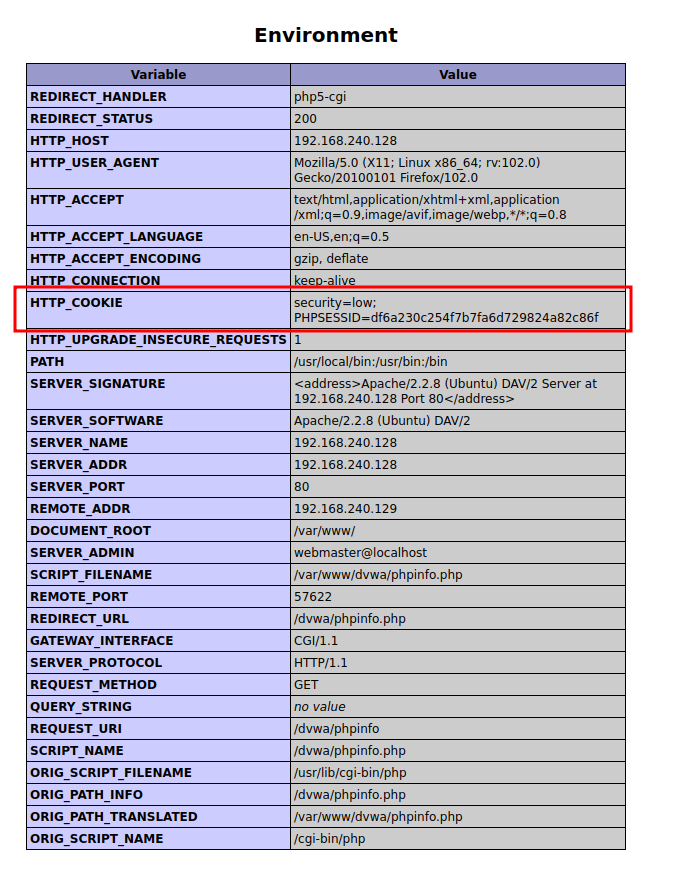 Environment
Variable Value
REDIRECT_HANDLER php5-cgi
REDIRECT_STATUS 200
HTTP_HOST 192.168.240.128
HTTP_USER_AGENT Mozilla/5.0 (X11; Linux x86_64; rv:102.0)
Gecko/20100101 Firefox/102.0
HTTP_ACCEPT text/html,application/xhtml+xml,application
/xml;q=0.9,image/avif,image/webp,*/*;q=0.8
HTTP_ACCEPT_LANGUAGE en-US,en;q=0.5
HTTP_ACCEPT_ENCODING gzip, deflate
HTTP_CONNECTION keep-alive
HTTP_COOKIE security=low;
PHPSESSID=df6a230c254f7b7fa6d729824a82c86f
HTTP_UPGRADE_INSECURE_REQUESTS 1
PATH /usr/local/bin:/usr/bin:/bin
SERVER_SIGNATURE <address>Apache/2.2.8 (Ubuntu) DAV/2 Server at
192.168.240.128 Port 80</address>
SERVER_SOFTWARE Apache/2.2.8 (Ubuntu) DAV/2
SERVER_NAME 192.168.240.128
SERVER_ADDR 192.168.240.128
SERVER_PORT 80
REMOTE_ADDR 192.168.240.129
DOCUMENT_ROOT /var/www/
SERVER_ADMIN webmaster@localhost
SCRIPT_FILENAME /var/www/dvwa/phpinfo.php
REMOTE_PORT 57622
REDIRECT_URL /dvwa/phpinfo.php
GATEWAY_INTERFACE CGI/1.1
SERVER_PROTOCOL HTTP/1.1
REQUEST_METHOD GET
QUERY_STRING no value
REQUEST_URI /dvwa/phpinfo
SCRIPT_NAME /dvwa/phpinfo.php
ORIG_SCRIPT_FILENAME /usr/lib/cgi-bin/php
ORIG_PATH_INFO /dvwa/phpinfo.php
ORIG_PATH_TRANSLATED /var/www/dvwa/phpinfo.php
ORIG_SCRIPT_NAME /cgi-bin/php